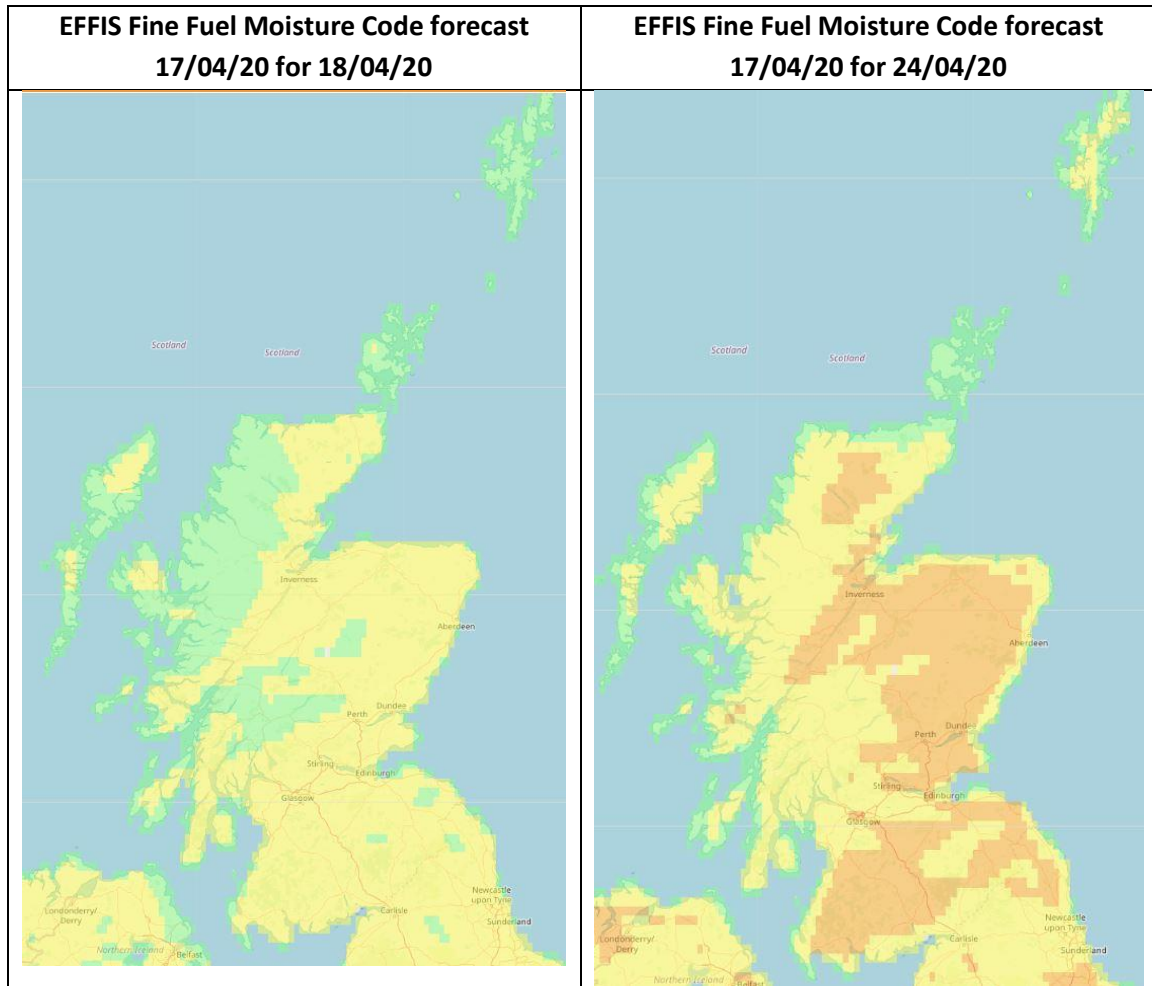 EFFIS Fine Fuel Moisture Code forecast
17/04/20 for 18/04/20
EFFIS Fine Fuel Moisture Code forecast
17/04/20 for 24/04/20
Scotland
Scotland
Inverness
Aberdeen
Dundee
Perth
Stirling
Edinburgh
Glasgow
Newcastle
upon Tyne
Carlisle
Sunderland
Londonderry/
Derry
Northern Ireland
Belfast
Scotland
Scotland
Inverness
Aberdeen
Dundee
Perth
Stirling
Edinburgh
Glasgow
Newcastle
upon Tyne
Carlisle
Sunderland
Londonderry/
Derry
Northern Ireland
Belfast